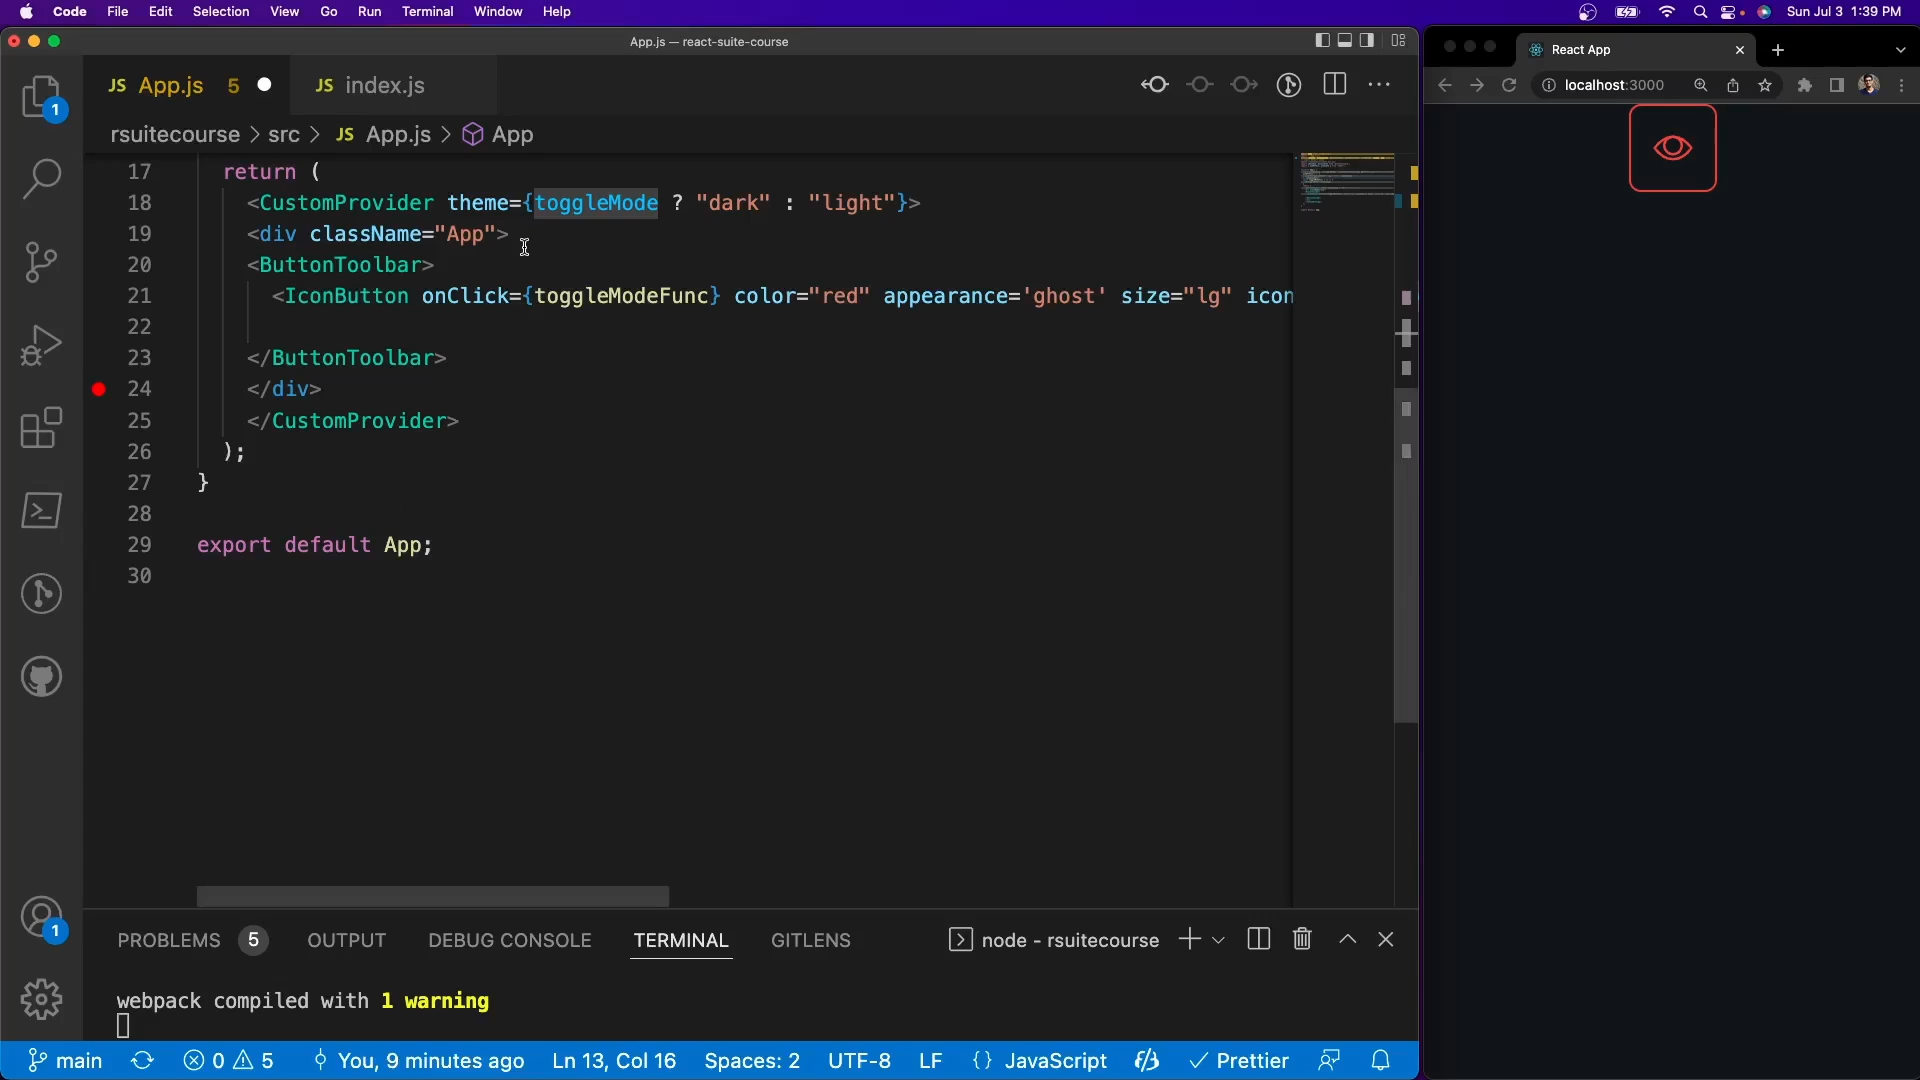 Code File Edit Selection View Go Run Terminal Window Help Sun Jul 3 1:39 PM
App.js — react-suite-course
JS App.js 5 JS index.js
rsuitecourse > src > JS App.js > App
17 return (
18 <CustomProvider theme={toggleMode ? "dark" : "light"}>
19 <div className="App">
20 <ButtonToolbar>
21 <IconButton onClick={toggleModeFunc} color="red" appearance='ghost' size="lg" icon
22
23 </ButtonToolbar>
24 </div>
25 </CustomProvider>
26 );
27 }
28
29 export default App;
30
PROBLEMS 5 OUTPUT DEBUG CONSOLE TERMINAL GITLENS node - rsuitecourse
webpack compiled with 1 warning
main 0 5 You, 9 minutes ago Ln 13, Col 16 Spaces: 2 UTF-8 LF {} JavaScript Prettier
1
1
React App
localhost:3000